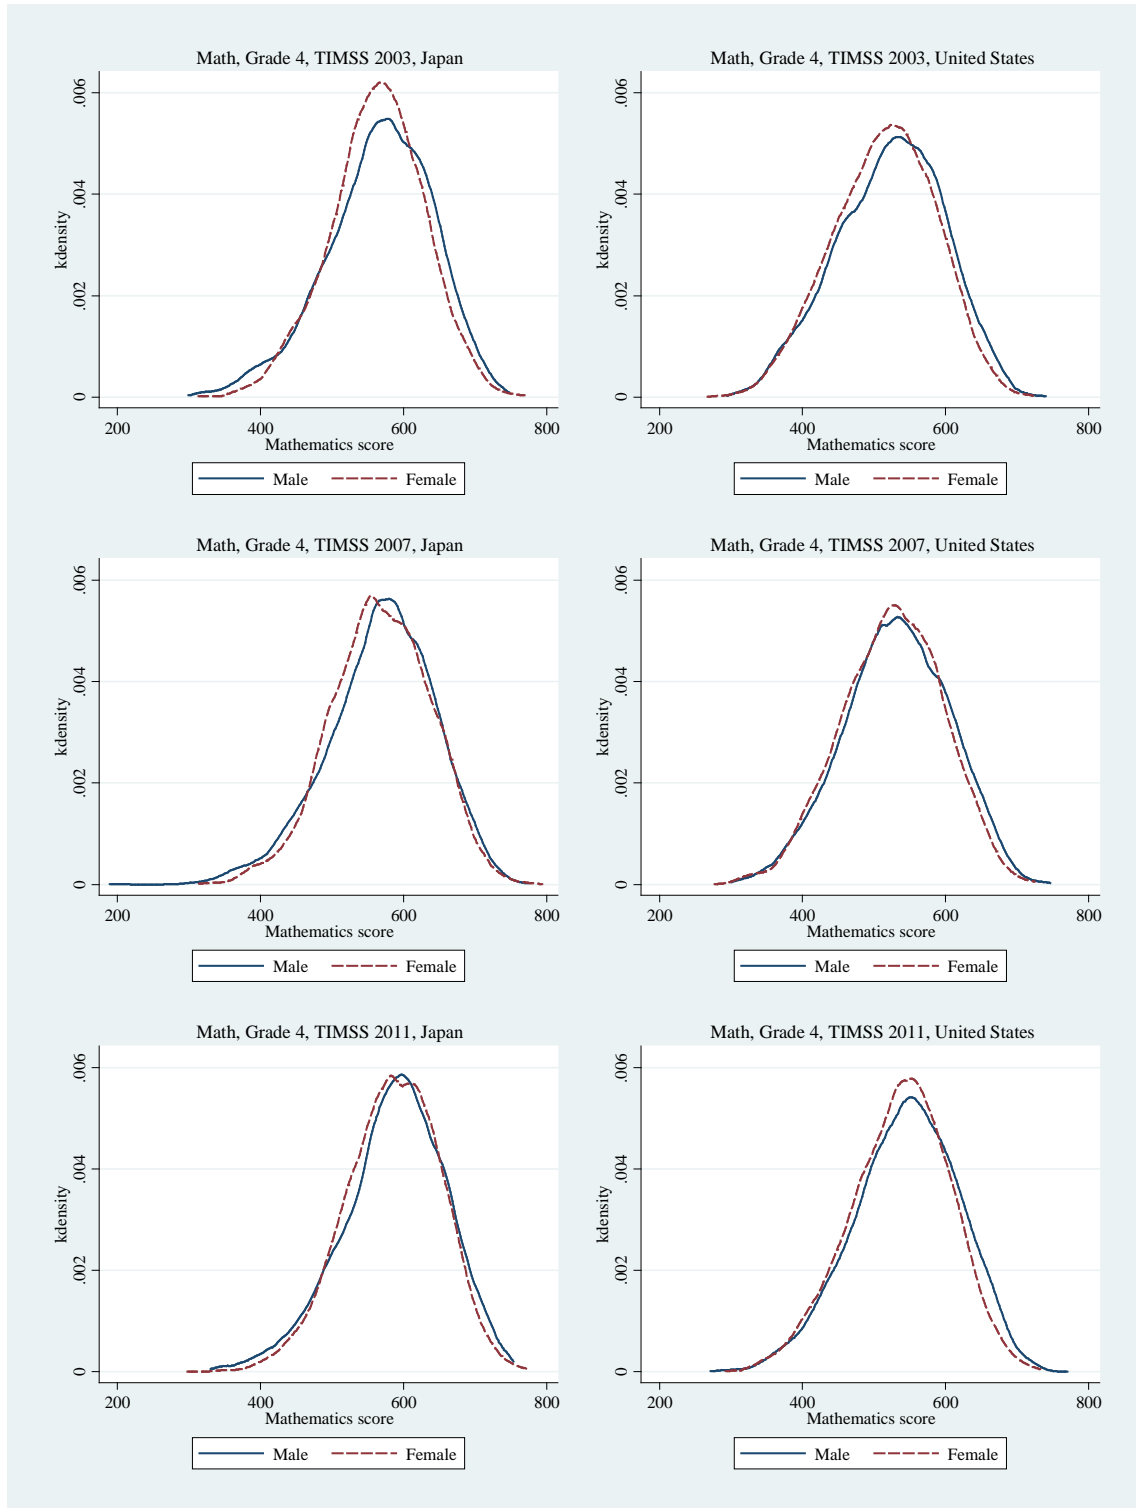 Math, Grade 4, TIMSS 2003, Japan
kdensity
.006
.004
.002
0
200 400 600 800
Mathematics score
Male Female
Math, Grade 4, TIMSS 2003, United States
kdensity
.006
.004
.002
0
200 400 600 800
Mathematics score
Male Female
Math, Grade 4, TIMSS 2007, Japan
kdensity
.006
.004
.002
0
200 400 600 800
Mathematics score
Male Female
Math, Grade 4, TIMSS 2007, United States
kdensity
.006
.004
.002
0
200 400 600 800
Mathematics score
Male Female
Math, Grade 4, TIMSS 2011, Japan
kdensity
.006
.004
.002
0
200 400 600 800
Mathematics score
Male Female
Math, Grade 4, TIMSS 2011, United States
kdensity
.006
.004
.002
0
200 400 600 800
Mathematics score
Male Female